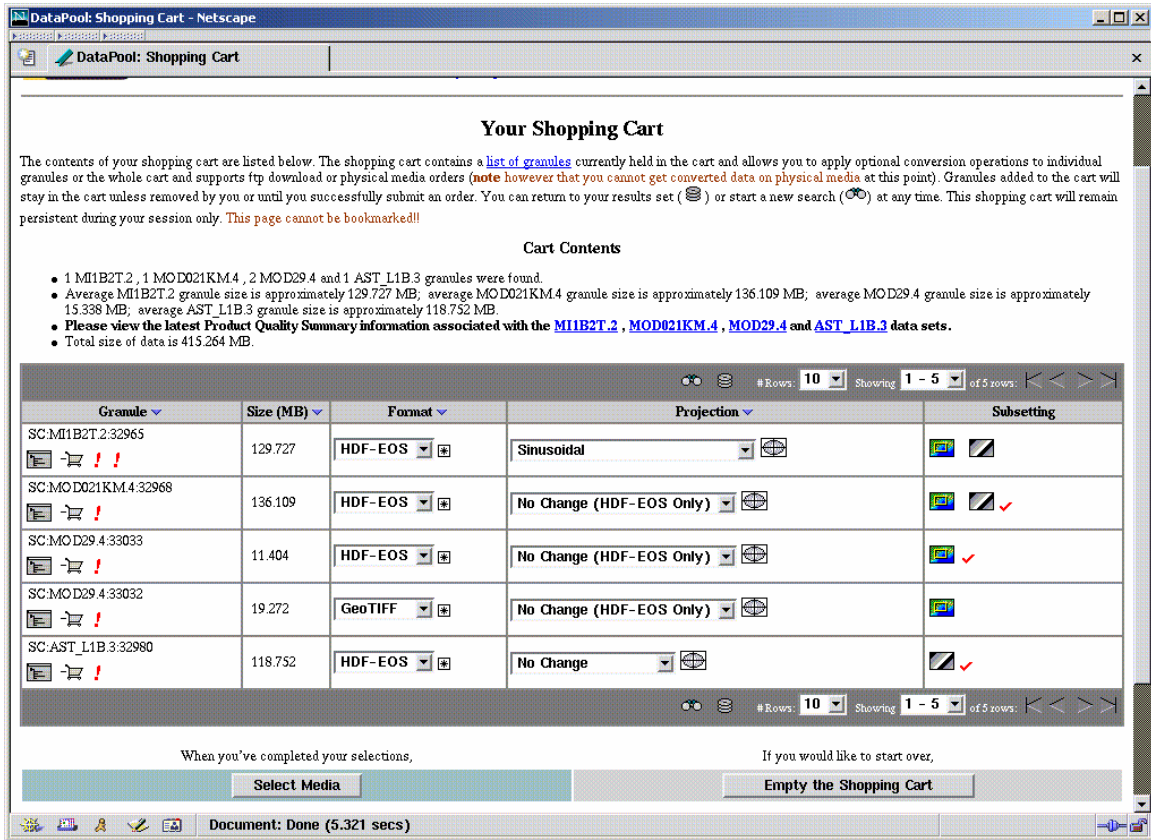 DataPool: Shopping Cart - Netscape
DataPool: Shopping Cart
Your Shopping Cart
The contents of your shopping cart are listed below. The shopping cart contains a list of granules currently held in the cart and allows you to apply optional conversion operations to individual
granules or the whole cart and supports ftp download or physical media orders (note however that you cannot get converted data on physical media at this point). Granules added to the cart will
stay in the cart unless removed by you or until you successfully submit an order. You can return to your results set ( ) or start a new search ( ) at any time. This shopping cart will remain
persistent during your session only. This page cannot be bookmarked!!
Cart Contents
• 1 MI1B2T.2 , 1 MOD021KM.4 , 2 MOD29.4 and 1 AST_L1B.3 granules were found.
• Average MI1B2T.2 granule size is approximately 129.727 MB; average MOD021KM.4 granule size is approximately 136.109 MB; average MOD29.4 granule size is approximately
15.338 MB; average AST_L1B.3 granule size is approximately 118.752 MB.
• Please view the latest Product Quality Summary information associated with the MI1B2T.2 , MOD021KM.4 , MOD29.4 and AST_L1B.3 data sets.
• Total size of data is 415.264 MB.
# Rows: 10 Showing 1 - 5 of 5 rows:
Granule Size (MB) Format Projection Subsetting
SC:MI1B2T.2:32965
129.727 HDF-EOS Sinusoidal
SC:MOD021KM.4:32968
136.109 HDF-EOS No Change (HDF-EOS Only)
SC:MOD29.4:33033
11.404 HDF-EOS No Change (HDF-EOS Only)
SC:MOD29.4:33032
19.272 GeoTIFF No Change (HDF-EOS Only)
SC:AST_L1B.3:32980
118.752 HDF-EOS No Change
# Rows: 10 Showing 1 - 5 of 5 rows:
When you've completed your selections, If you would like to start over,
Select Media Empty the Shopping Cart
Document: Done (5.321 secs)